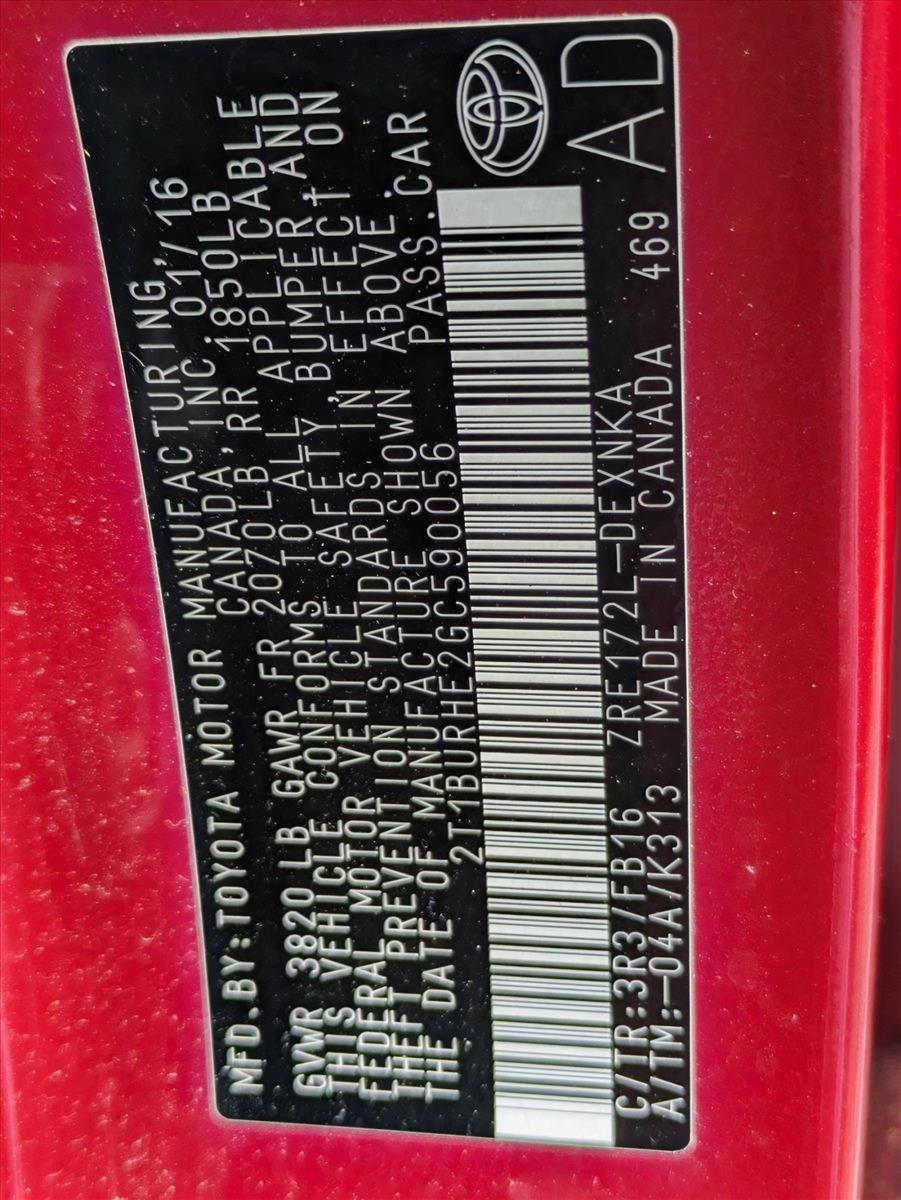 MFD.BY:TOYOTA MOTOR MANUFACTURING,
CANADA, INC. 01/16
GVWR 3820LB GAWR FR 2070LB, RR 1850LB
THIS VEHICLE CONFORMS TO ALL APPLICABLE
FEDERAL MOTOR VEHICLE SAFETY, BUMPER, AND
THEFT PREVENTION STANDARDS IN EFFECT ON
THE DATE OF MANUFACTURE SHOWN ABOVE.
2T1BURHE2GC590056 PASS.CAR
C/TR:3R3/FB16 ZRE172L-DEXNKA 469
A/TM:-04A/K313 MADE IN CANADA AD